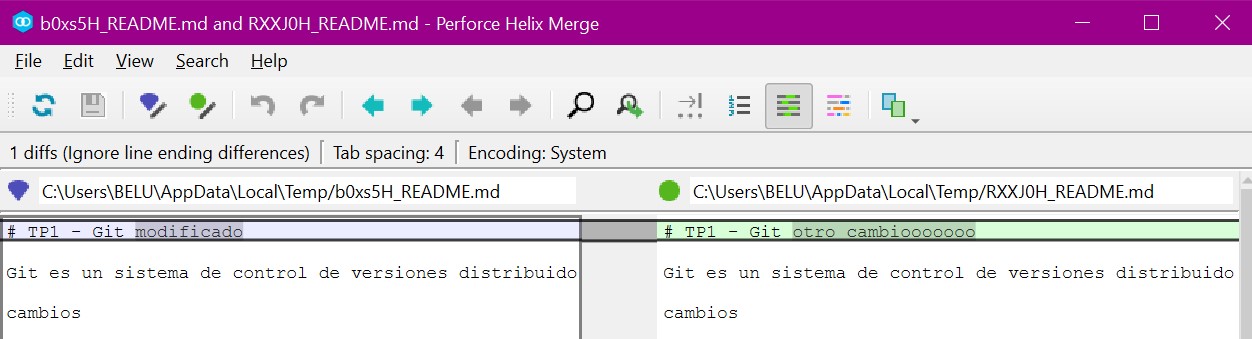 b0xs5H_README.md and RXXJ0H_README.md - Perforce Helix Merge
File Edit View Search Help
1 diffs (Ignore line ending differences) Tab spacing: 4 Encoding: System
C:\Users\BELU\AppData\Local\Temp/b0xs5H_README.md
C:\Users\BELU\AppData\Local\Temp/RXXJ0H_README.md
# TP1 - Git modificado
Git es un sistema de control de versiones distribuido
cambios
# TP1 - Git otro cambiooooooo
Git es un sistema de control de versiones distribuido
cambios